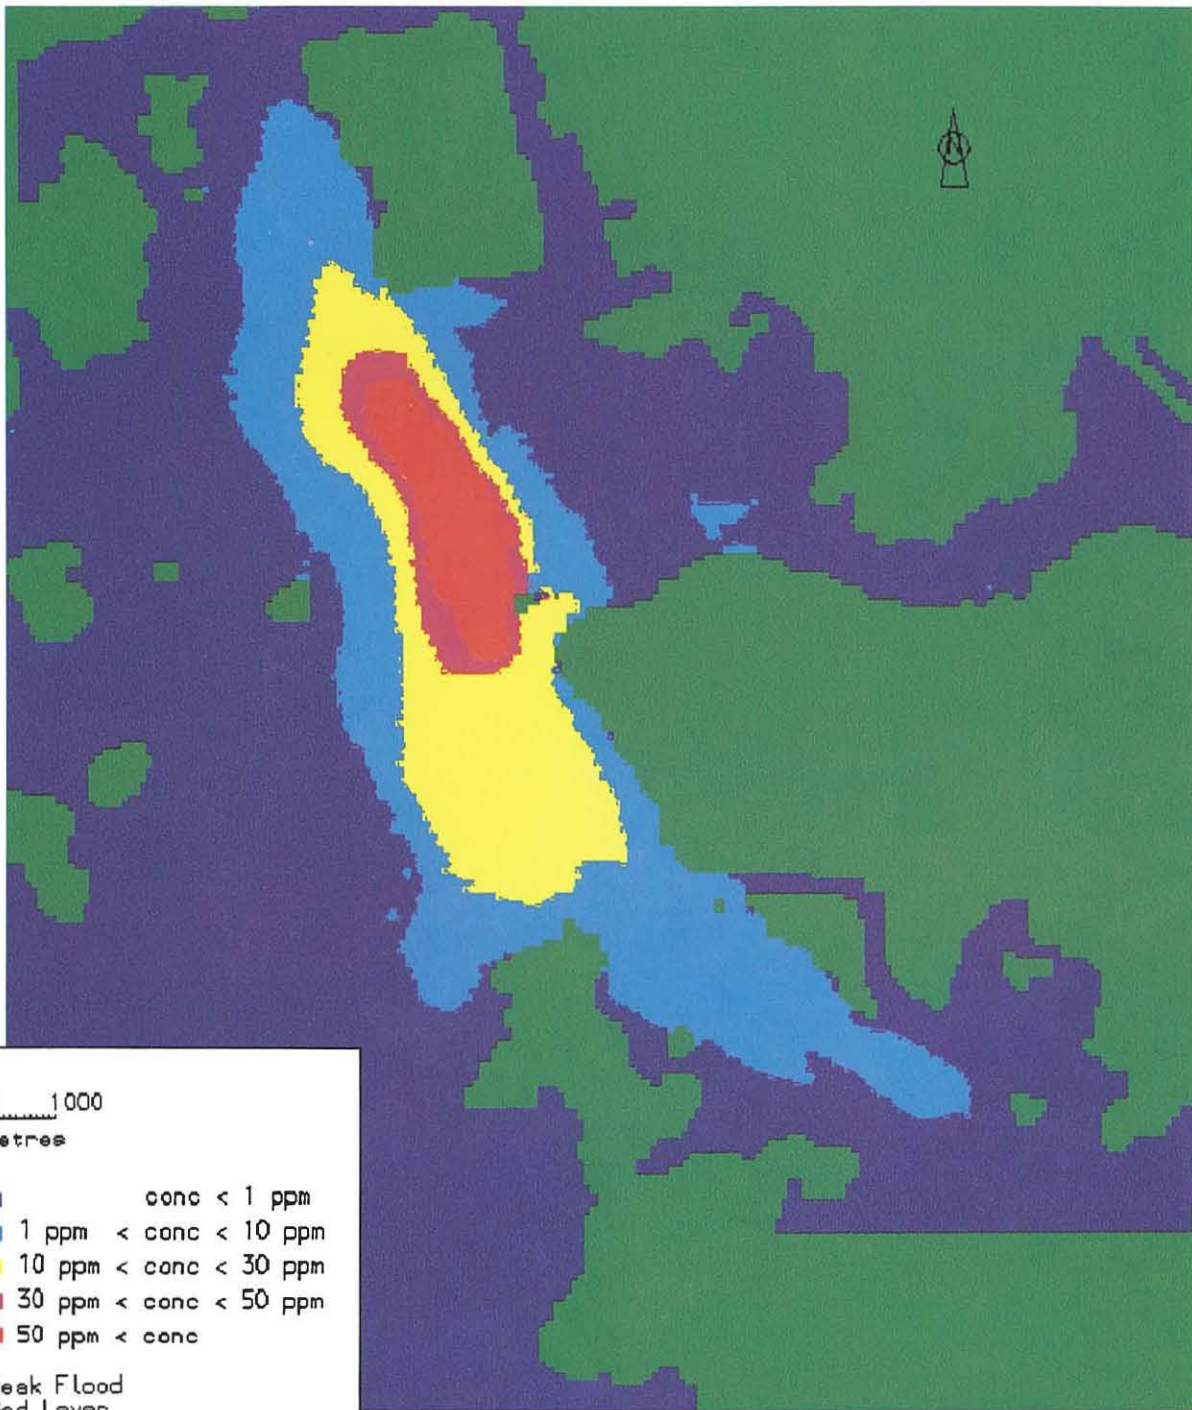 N
1000
etres
conc < 1 ppm
1 ppm < conc < 10 ppm
10 ppm < conc < 30 ppm
30 ppm < conc < 50 ppm
50 ppm < conc
eak Flood